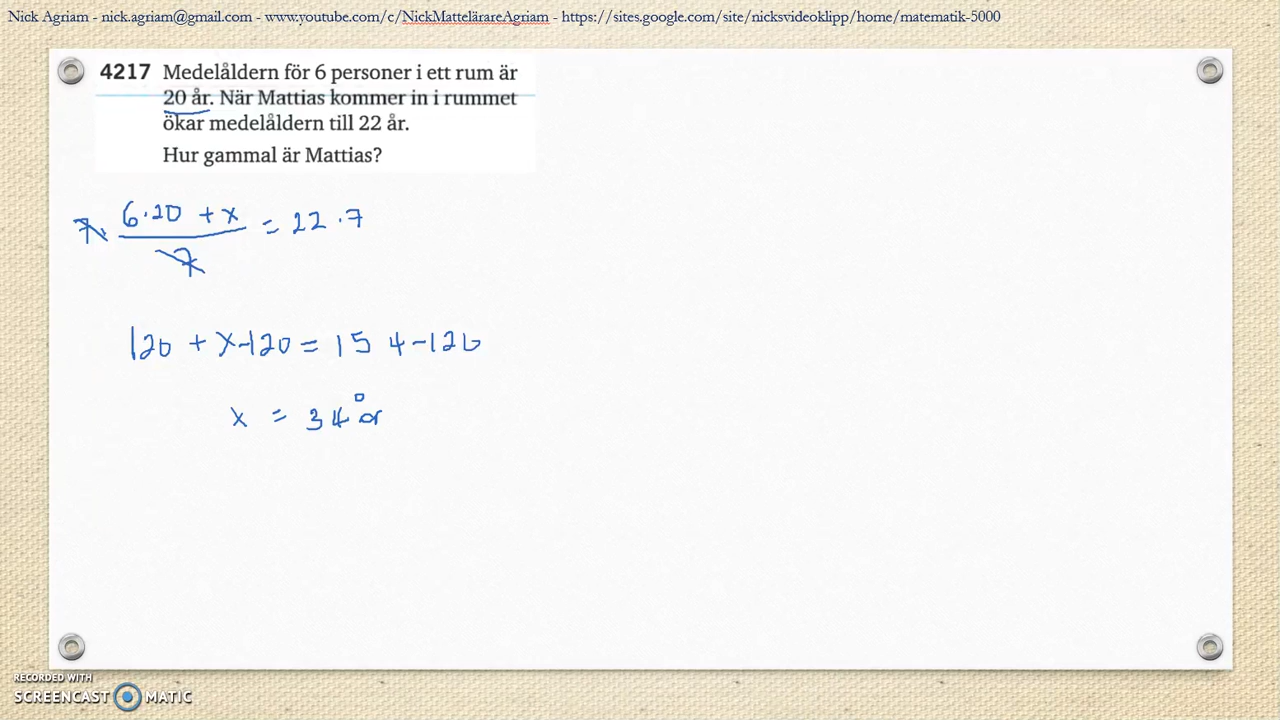 Nick Agriam - nick.agriam@gmail.com - www.youtube.com/c/NickMattelärareAgriam - https://sites.google.com/site/nicksvideoklipp/home/matematik-5000
4217 Medelåldern för 6 personer i ett rum är
20 år. När Mattias kommer in i rummet
ökar medelåldern till 22 år.
Hur gammal är Mattias?
7· (6·20 + x)/7 = 22·7
120 + x-120 = 154-120
x = 34 år
RECORDED WITH
SCREENCAST MATIC